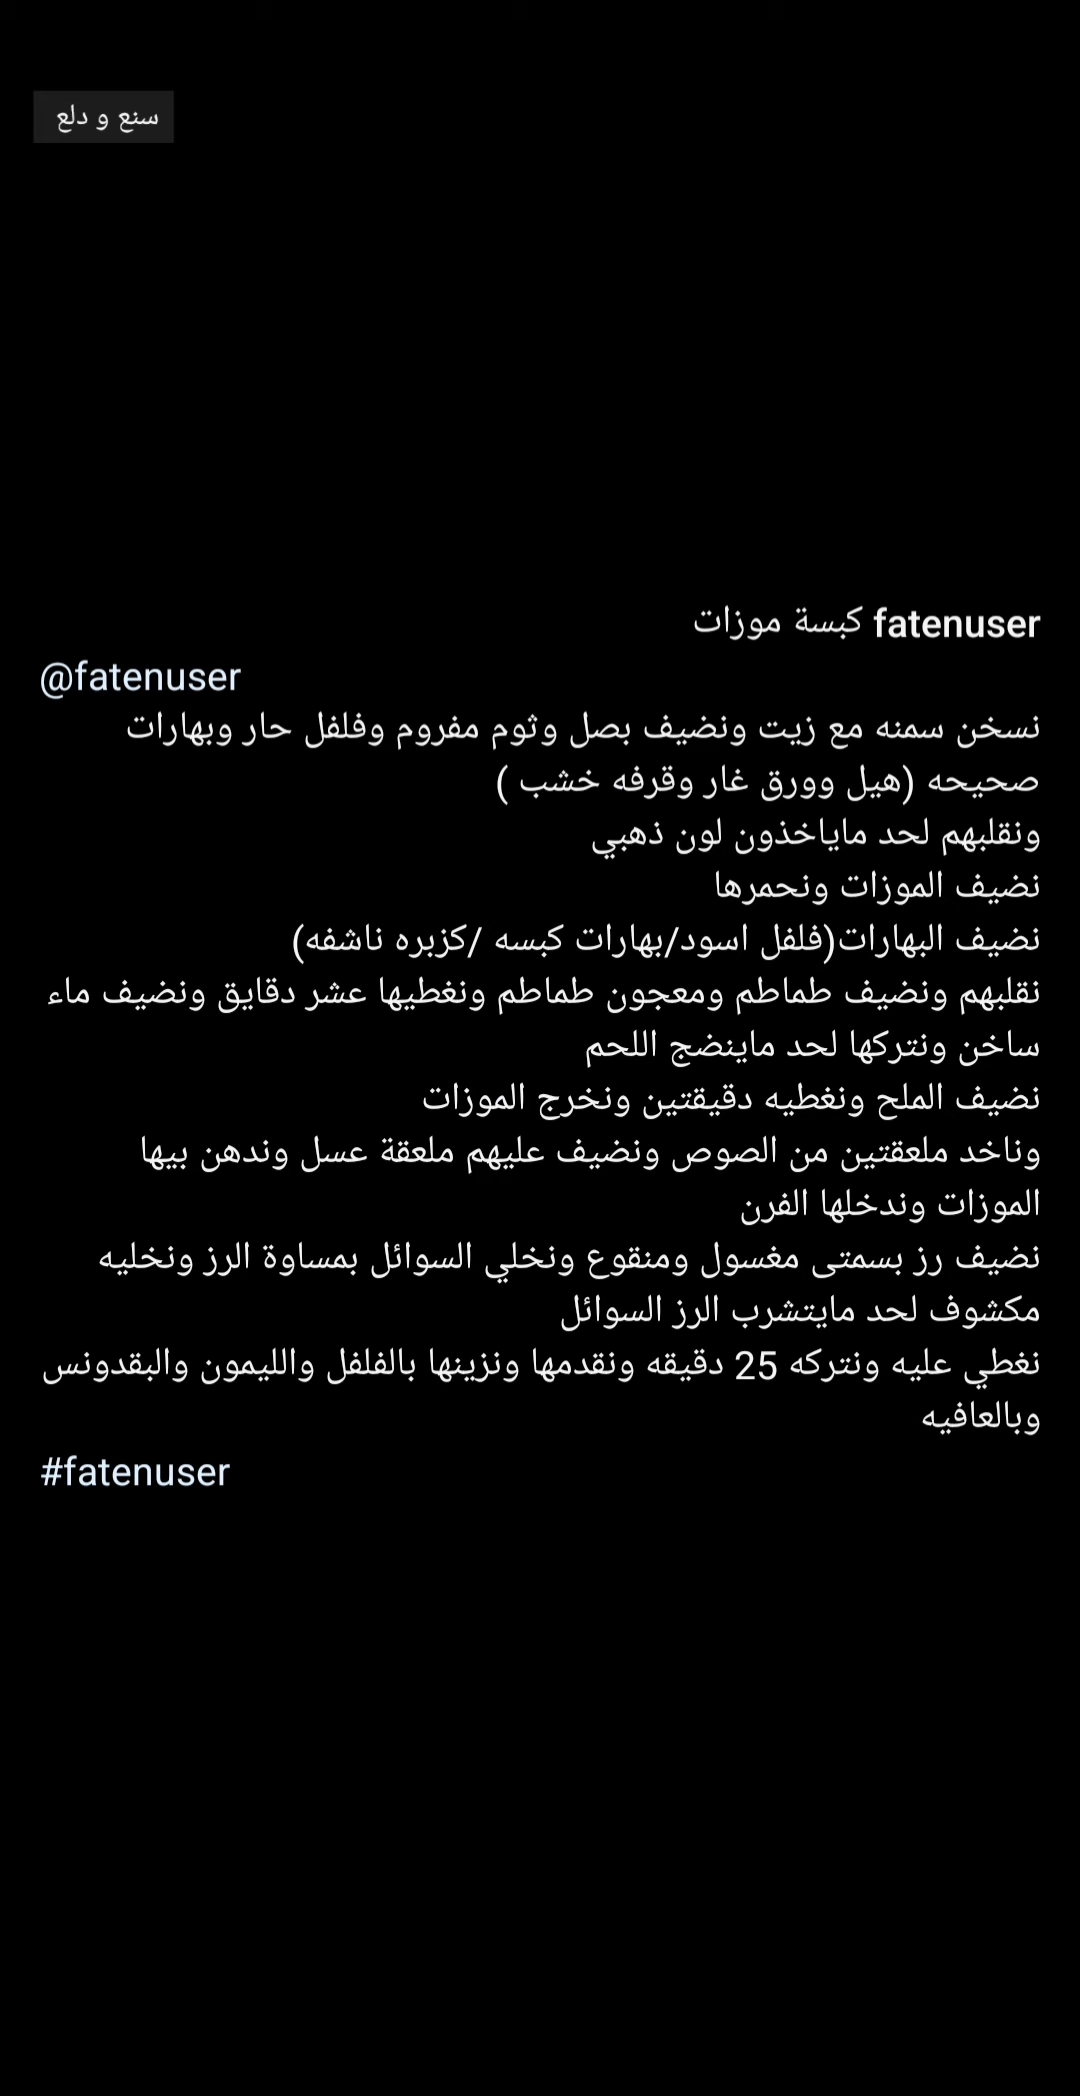 سنع و دلع
fatenuser كبسة موزات
@fatenuser
نسخن سمنه مع زيت ونضيف بصل وثوم مفروم وفلفل حار وبهارات
صحيحه (هيل وورق غار وقرفه خشب )
ونقلبهم لحد ماياخذون لون ذهبي
نضيف الموزات ونحمرها
نضيف البهارات(فلفل اسود/بهارات كبسه /كزبره ناشفه)
نقلبهم ونضيف طماطم ومعجون طماطم ونغطيها عشر دقايق ونضيف ماء
ساخن ونتركها لحد ماينضج اللحم
نضيف الملح ونغطيه دقيقتين ونخرج الموزات
وناخد ملعقتين من الصوص ونضيف عليهم ملعقة عسل وندهن بيها
الموزات وندخلها الفرن
نضيف رز بسمتى مغسول ومنقوع ونخلي السوائل بمساوة الرز ونخليه
مكشوف لحد مايتشرب الرز السوائل
نغطي عليه ونتركه 25 دقيقه ونقدمها ونزينها بالفلفل والليمون والبقدونس
وبالعافيه
#fatenuser